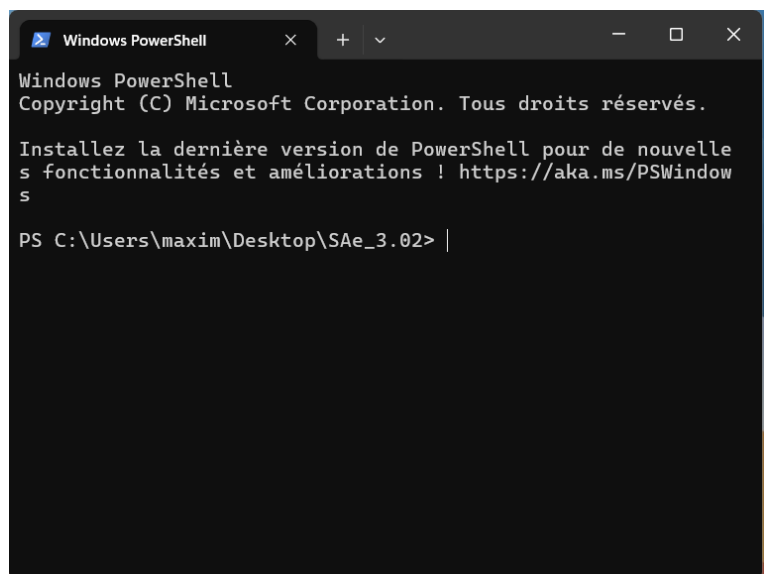 Windows PowerShell
Windows PowerShell
Copyright (C) Microsoft Corporation. Tous droits réservés.
Installez la dernière version de PowerShell pour de nouvelle
s fonctionnalités et améliorations ! https://aka.ms/PSWindow
s
PS C:\Users\maxim\Desktop\SAe_3.02>